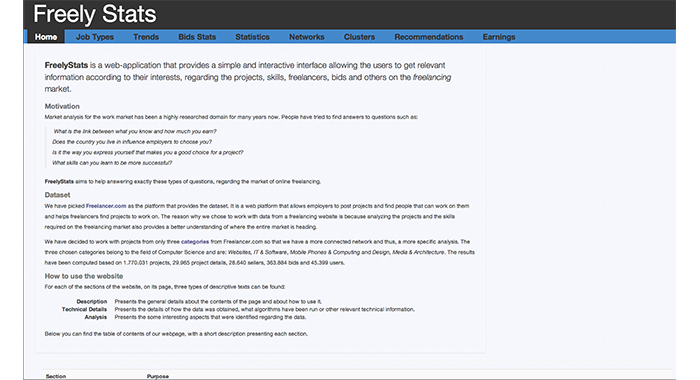 Freely Stats
Home Job Types Trends Bids Stats Statistics Networks Clusters Recommendations Earnings
FreelyStats is a web-application that provides a simple and interactive interface allowing the users to get relevant
information according to their interests, regarding the projects, skills, freelancers, bids and others on the freelancing
market.
Motivation
Market analysis for the work market has been a highly researched domain for many years now. People have tried to find answers to questions such as:
What is the link between what you know and how much you earn?
Does the country you live in influence employers to choose you?
Is it the way you express yourself that makes you a good choice for a project?
What skills can you learn to be more successful?
FreelyStats aims to help answering exactly these types of questions, regarding the market of online freelancing.
Dataset
We have picked Freelancer.com as the platform that provides the dataset. It is a web platform that allows employers to post projects and find people that can work on them
and helps freelancers find projects to work on. The reason why we chose to work with data from a freelancing website is because analyzing the projects and the skills
required on the freelancing market also provides a better understanding of where the entire market is heading.
We have decided to work with projects from only three categories from Freelancer.com so that we have a more connected network and thus, a more specific analysis. The
three chosen categories belong to the field of Computer Science and are: Websites, IT & Software, Mobile Phones & Computing and Design, Media & Architecture. The results
have been computed based on 1.770.031 projects, 29.965 project details, 28.640 sellers, 363.884 bids and 45.399 users.
How to use the website
For each of the sections of the website, on its page, three types of descriptive texts can be found:
Description Presents the general details about the contents of the page and about how to use it.
Technical Details Presents the details of how the data was obtained, what algorithms have been run or other relevant technical information.
Analysis Presents the some interesting aspects that were identified regarding the data.
Below you can find the table of contents of our webpage, with a short description presenting each section.
Section Purpose